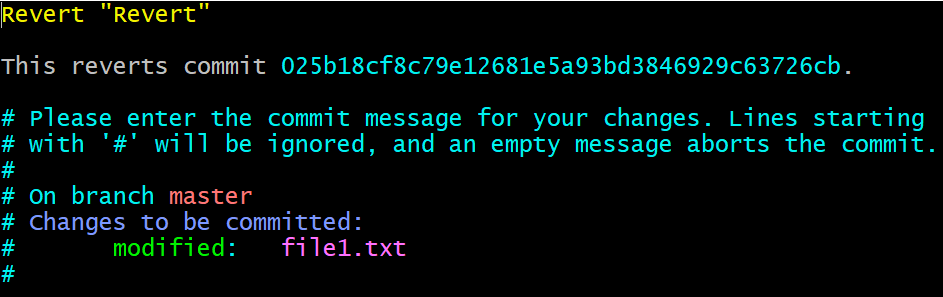 Revert "Revert"
This reverts commit 025b18cf8c79e12681e5a93bd3846929c63726cb.
# Please enter the commit message for your changes. Lines starting
# with '#' will be ignored, and an empty message aborts the commit.
#
# On branch master
# Changes to be committed:
#       modified:   file1.txt
#